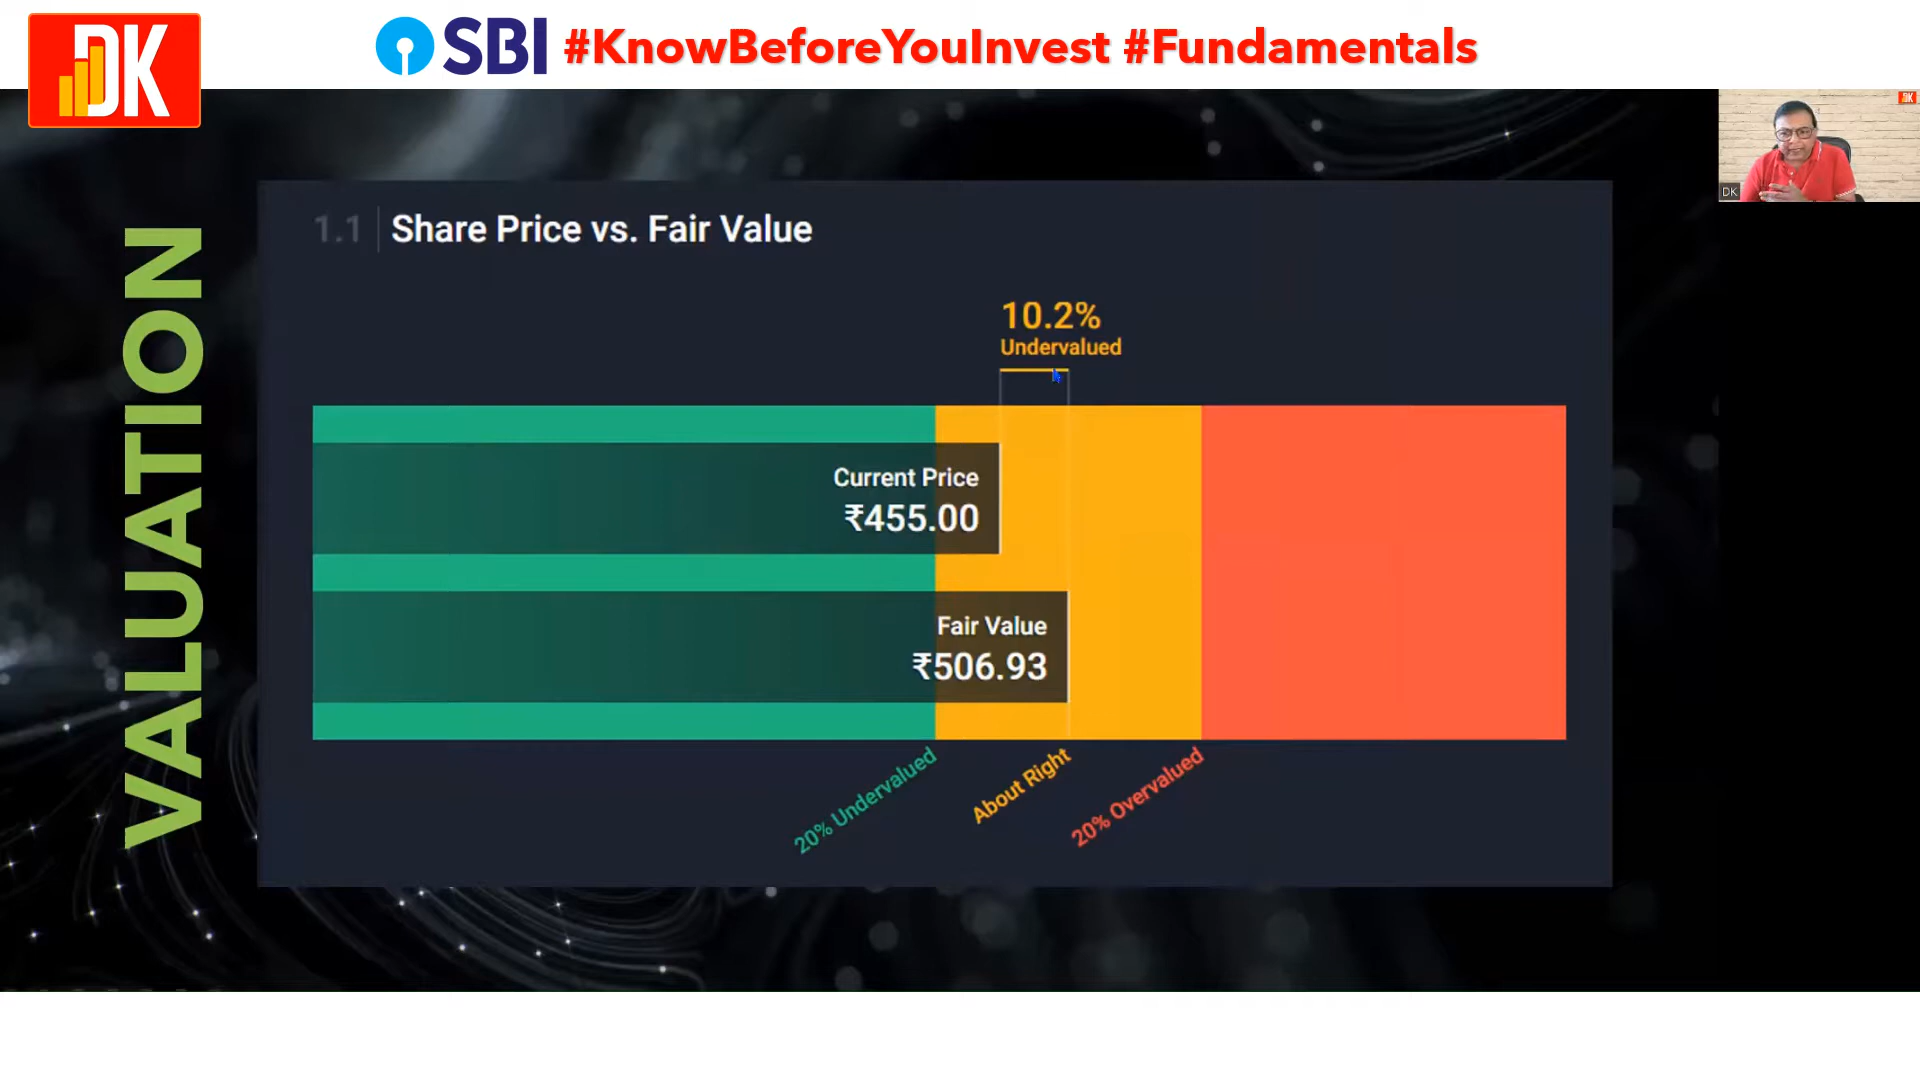 DK
SBI #KnowBeforeYouInvest #Fundamentals
DK
DK
VALUATION
1.1 Share Price vs. Fair Value
10.2%
Undervalued
Current Price
₹455.00
Fair Value
₹506.93
20% Undervalued
About Right
20% Overvalued